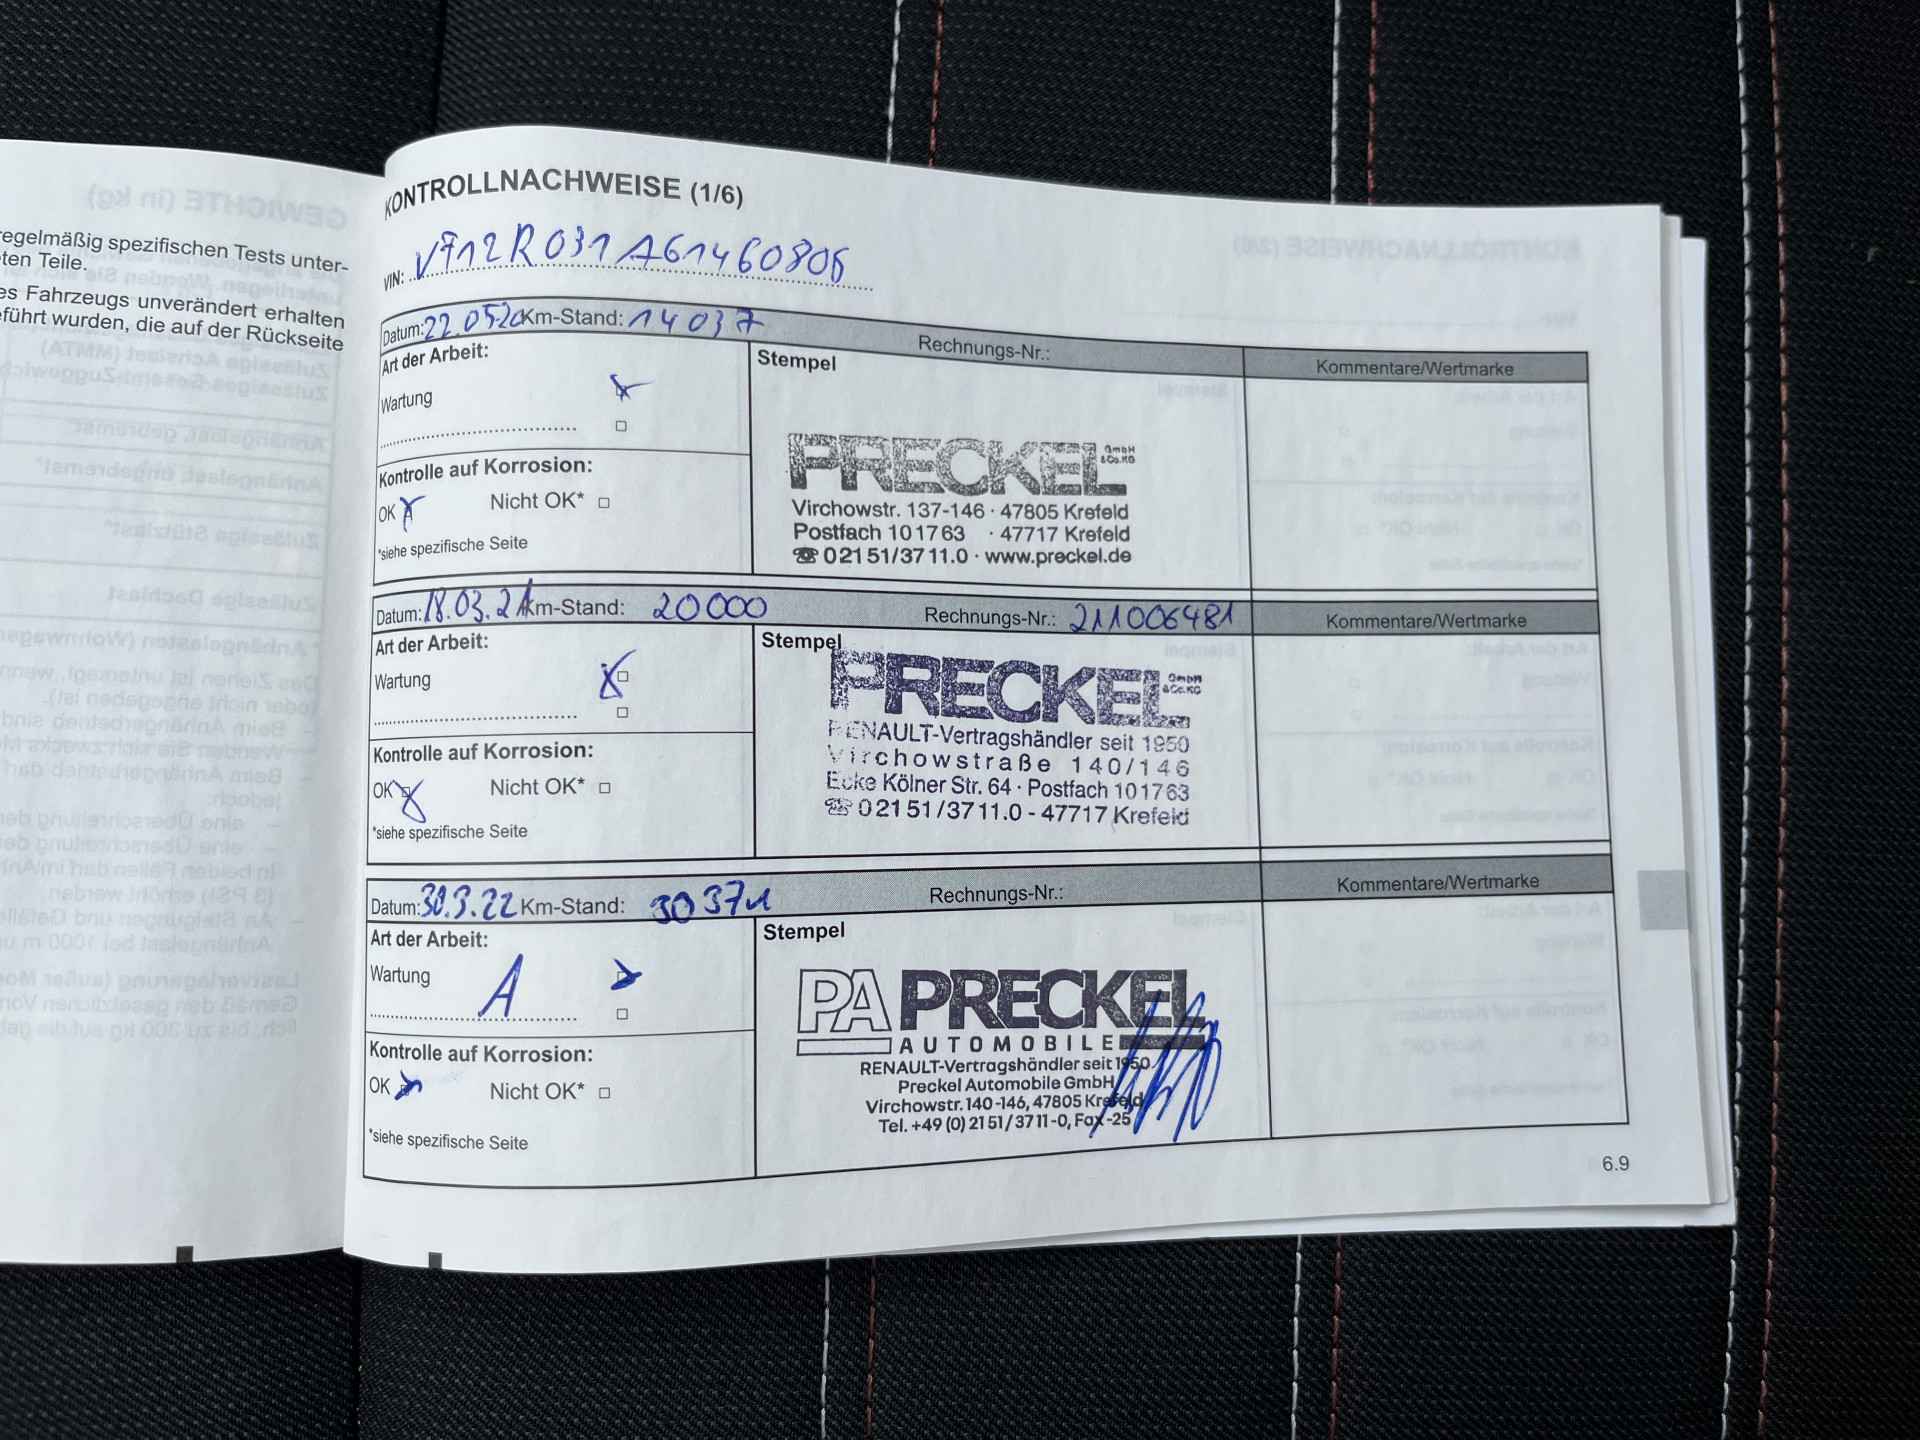 regelmäßig spezifischen Tests unter-
eten Teile.
es Fahrzeugs unverändert erhalten
eführt wurden, die auf der Rückseite
KONTROLLNACHWEISE (1/6)
VIN: VF12R031A61460806
Datum: 22.05.20 Km-Stand: 14037 Rechnungs-Nr.: Kommentare/Wertmarke
Art der Arbeit: Stempel
Wartung
Kontrolle auf Korrosion:
OK Nicht OK* □
*siehe spezifische Seite
PRECKEL GmbH & Co. KG
Virchowstr. 137-146 · 47805 Krefeld
Postfach 101763 · 47717 Krefeld
☎ 02151/3711.0 · www.preckel.de
Datum: 18.03.21 Km-Stand: 20000 Rechnungs-Nr.: 211006481 Kommentare/Wertmarke
Art der Arbeit: Stempel
Wartung
Kontrolle auf Korrosion:
OK Nicht OK* □
*siehe spezifische Seite
PRECKEL GmbH & Co. KG
RENAULT-Vertragshändler seit 1950
Virchowstraße 140/146
Ecke Kölner Str. 64 · Postfach 101763
☎ 02151/3711.0 - 47717 Krefeld
Datum: 30.3.22 Km-Stand: 30371 Rechnungs-Nr.: Kommentare/Wertmarke
Art der Arbeit: Stempel
Wartung A
Kontrolle auf Korrosion:
OK Nicht OK* □
*siehe spezifische Seite
PA PRECKEL
AUTOMOBILE
RENAULT-Vertragshändler seit 1950
Preckel Automobile GmbH
Virchowstr. 140-146, 47805 Krefeld
Tel. +49 (0) 2151/3711-0, Fax -25
6.9